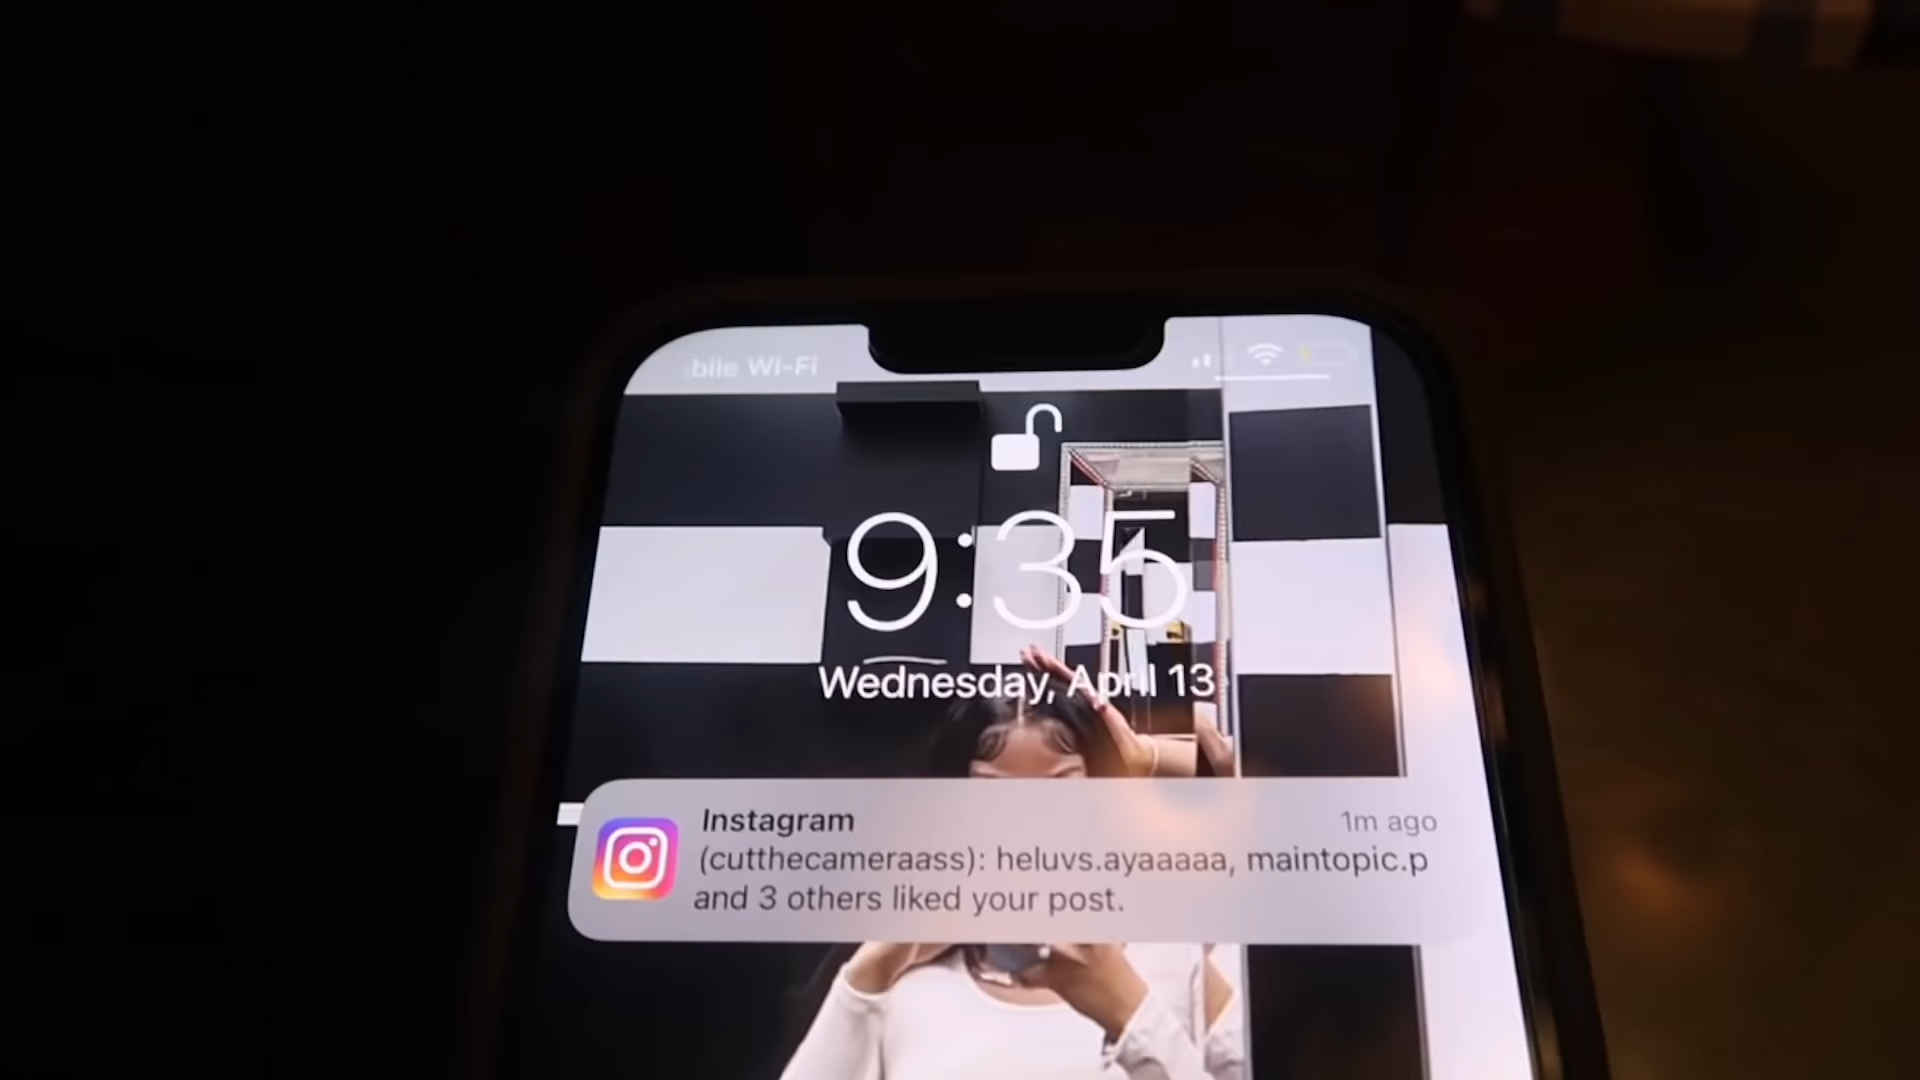 bile Wi-Fi
9:35
Wednesday, April 13
Instagram 1m ago
(cutthecameraass): heluvs.ayaaaaa, maintopic.p
and 3 others liked your post.